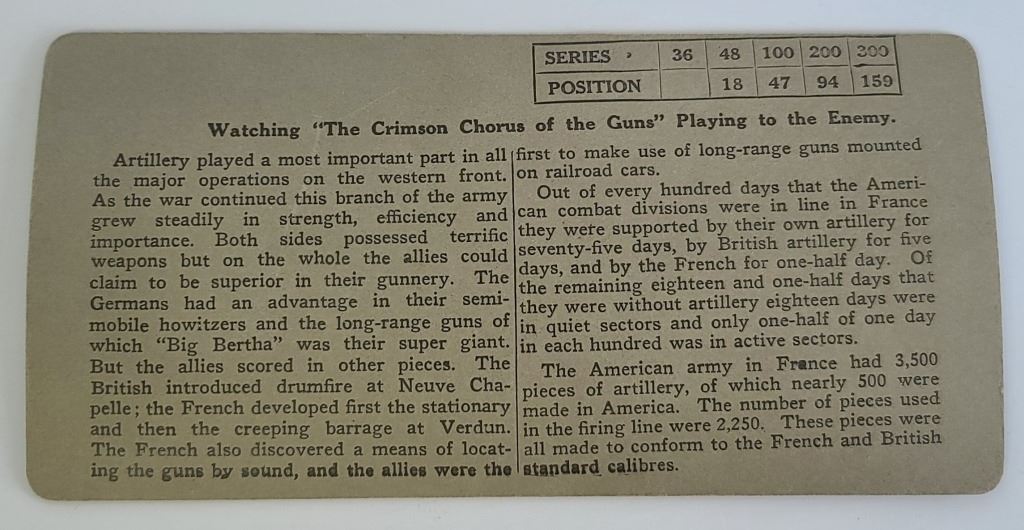 SERIES 36 48 100 200 300
POSITION 18 47 94 159
Watching "The Crimson Chorus of the Guns" Playing to the Enemy.
Artillery played a most important part in all
the major operations on the western front.
As the war continued this branch of the army
grew steadily in strength, efficiency and
importance. Both sides possessed terrific
weapons but on the whole the allies could
claim to be superior in their gunnery. The
Germans had an advantage in their semi-
mobile howitzers and the long-range guns of
which "Big Bertha" was their super giant.
But the allies scored in other pieces. The
British introduced drumfire at Neuve Cha-
pelle; the French developed first the stationary
and then the creeping barrage at Verdun.
The French also discovered a means of locat-
ing the guns by sound, and the allies were the
first to make use of long-range guns mounted
on railroad cars.
Out of every hundred days that the Ameri-
can combat divisions were in line in France
they were supported by their own artillery for
seventy-five days, by British artillery for five
days, and by the French for one-half day. Of
the remaining eighteen and one-half days that
they were without artillery eighteen days were
in quiet sectors and only one-half of one day
in each hundred was in active sectors.
The American army in France had 3,500
pieces of artillery, of which nearly 500 were
made in America. The number of pieces used
in the firing line were 2,250. These pieces were
all made to conform to the French and British
standard calibres.